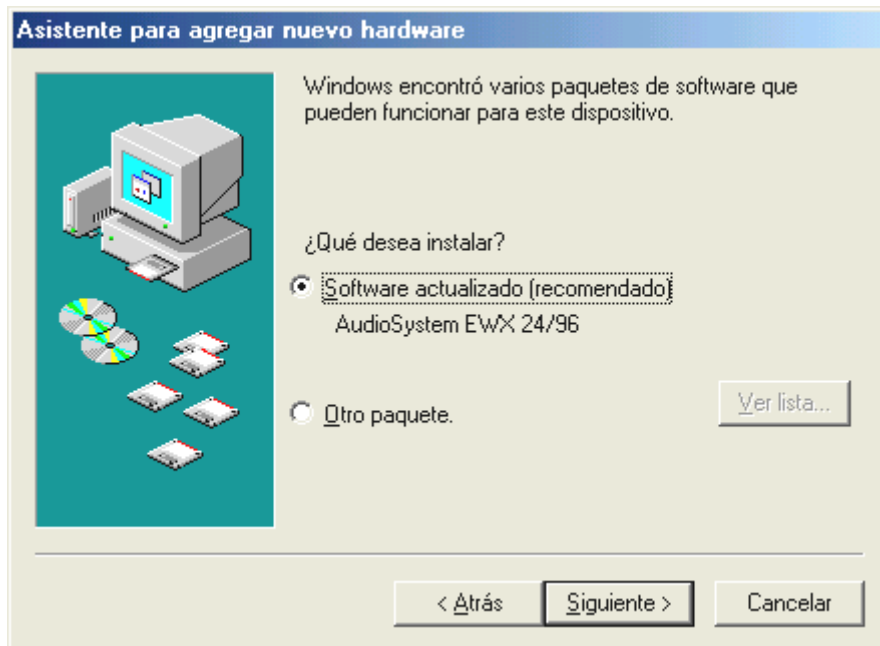 Asistente para agregar nuevo hardware
Windows encontró varios paquetes de software que
pueden funcionar para este dispositivo.
¿Qué desea instalar?
Software actualizado (recomendado)
AudioSystem EWX 24/96
Otro paquete.
Ver lista...
< Atrás
Siguiente >
Cancelar